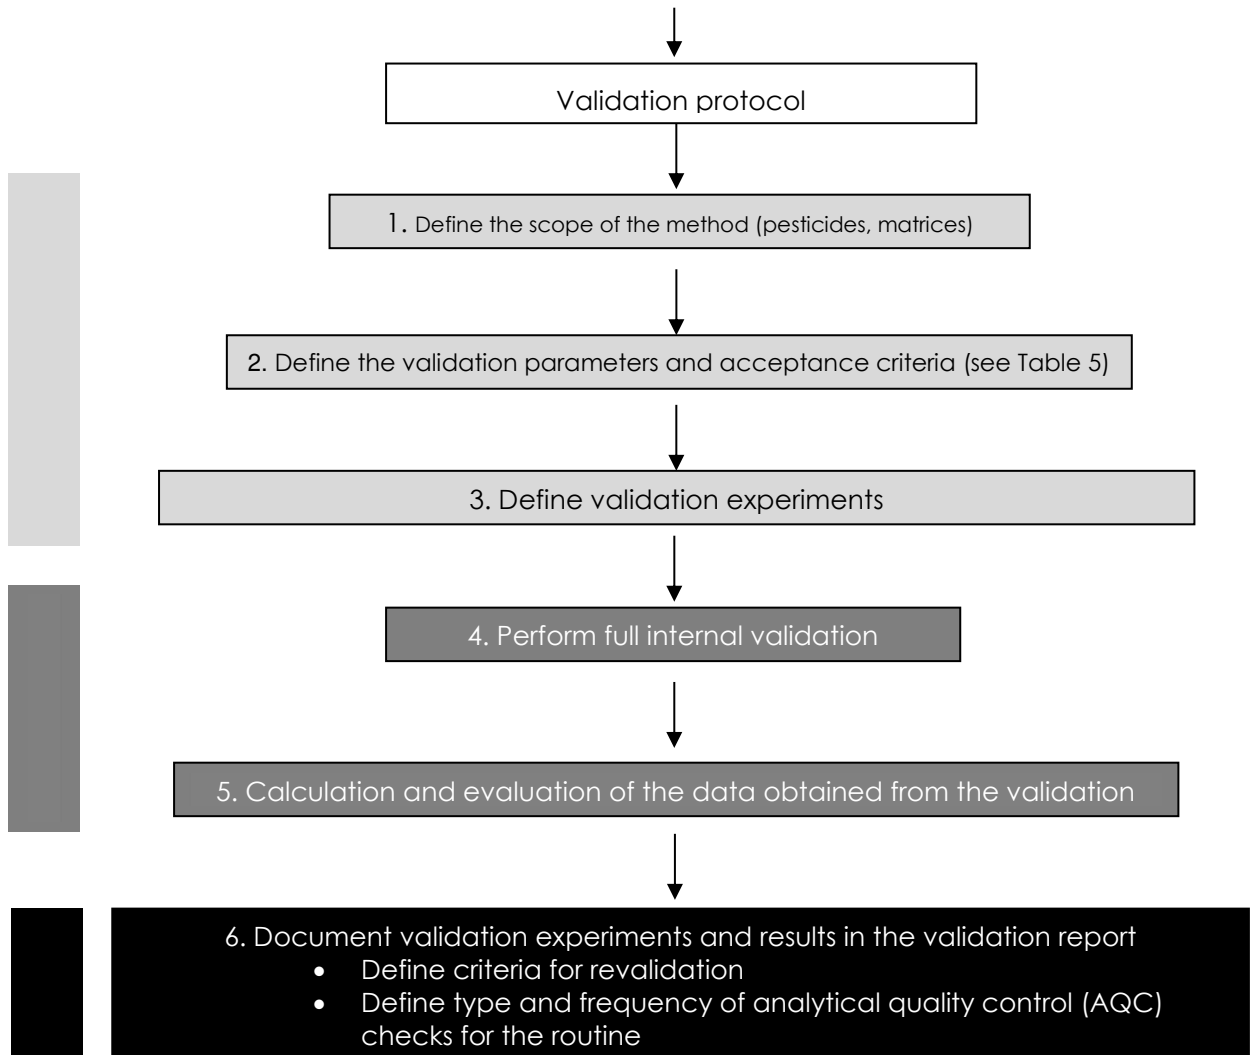 Validation protocol
1. Define the scope of the method (pesticides, matrices)
2. Define the validation parameters and acceptance criteria (see Table 5)
3. Define validation experiments
4. Perform full internal validation
5. Calculation and evaluation of the data obtained from the validation
6. Document validation experiments and results in the validation report
• Define criteria for revalidation
• Define type and frequency of analytical quality control (AQC)
checks for the routine